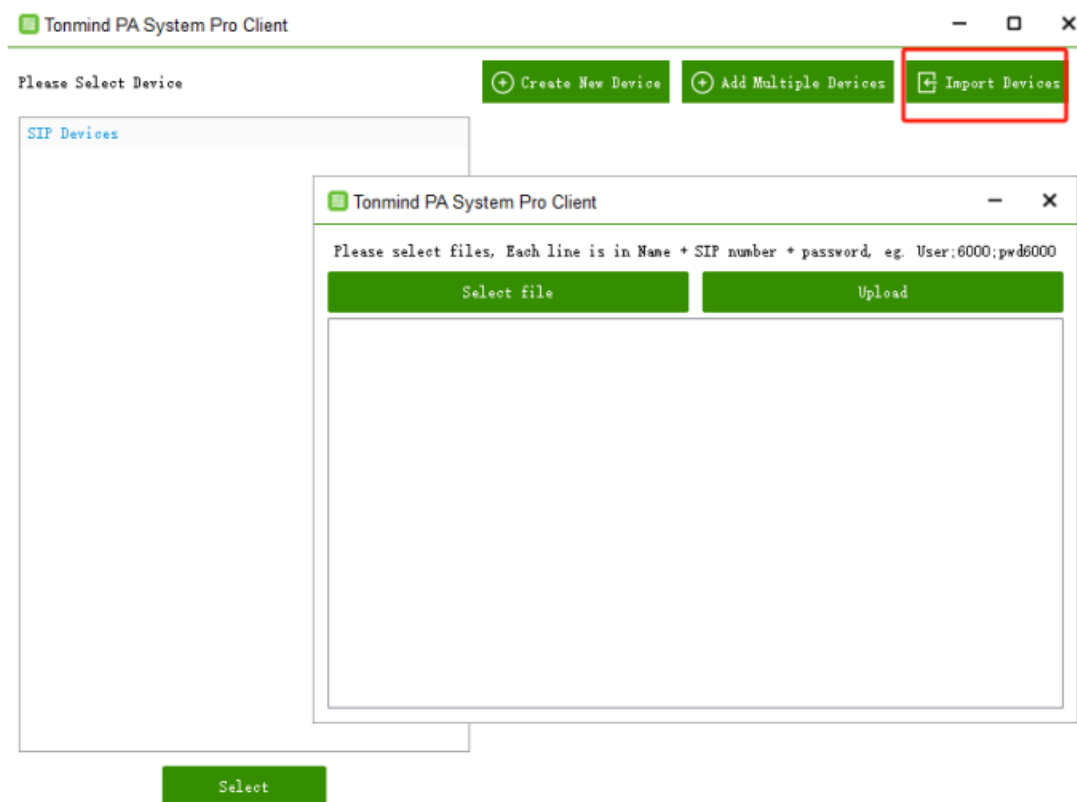 Tonmind PA System Pro Client
Please Select Device
Create New Device
Add Multiple Devices
Import Devices
SIP Devices
Tonmind PA System Pro Client
Please select files, Each line is in Name + SIP number + password, eg. User;6000;pwd6000
Select file
Upload
Select